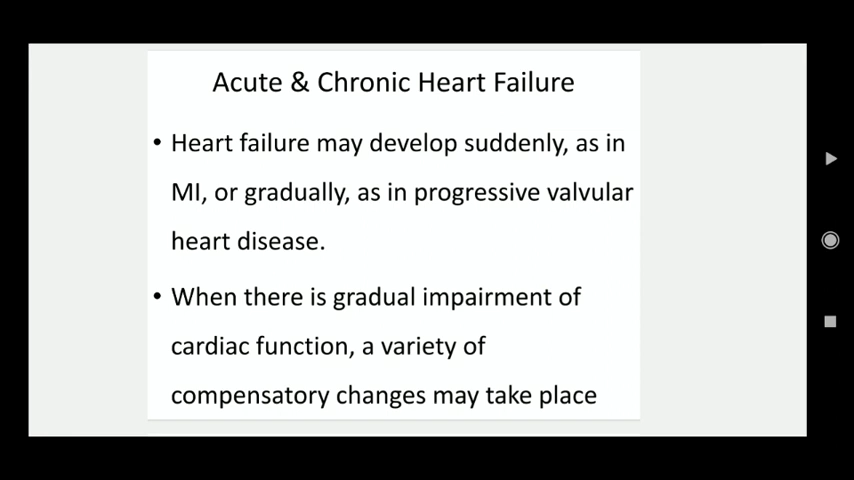 Acute & Chronic Heart Failure
• Heart failure may develop suddenly, as in
MI, or gradually, as in progressive valvular
heart disease.
• When there is gradual impairment of
cardiac function, a variety of
compensatory changes may take place